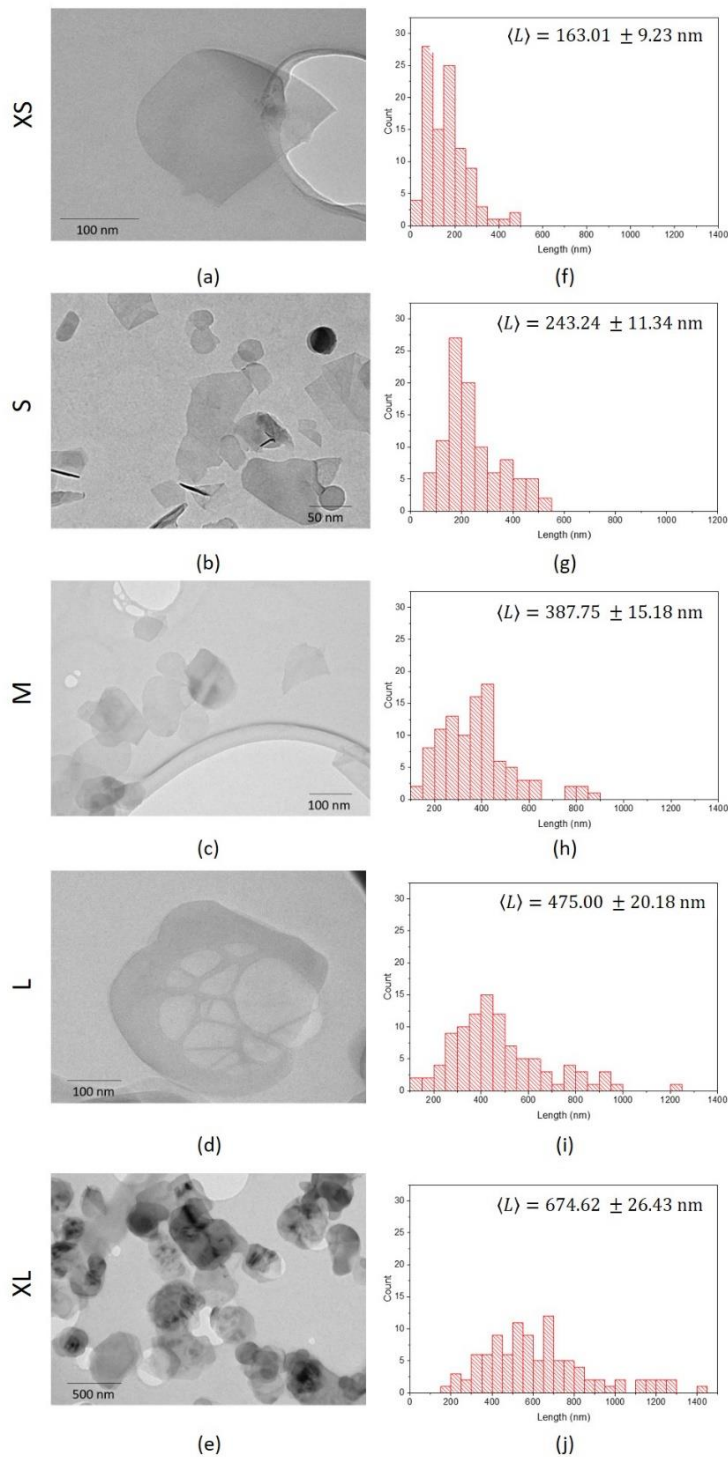 XS
100 nm
(a)
⟨L⟩ = 163.01 ± 9.23 nm
Count
30
25
20
15
10
5
0
0 200 400 600 800 1000 1200 1400
Length (nm)
(f)
S
50 nm
(b)
⟨L⟩ = 243.24 ± 11.34 nm
Count
30
25
20
15
10
5
0
0 200 400 600 800 1000 1200
Length (nm)
(g)
M
100 nm
(c)
⟨L⟩ = 387.75 ± 15.18 nm
Count
30
25
20
15
10
5
0
200 400 600 800 1000 1200 1400
Length (nm)
(h)
L
100 nm
(d)
⟨L⟩ = 475.00 ± 20.18 nm
Count
30
25
20
15
10
5
0
200 400 600 800 1000 1200 1400
Length (nm)
(i)
XL
500 nm
(e)
⟨L⟩ = 674.62 ± 26.43 nm
Count
30
25
20
15
10
5
0
0 200 400 600 800 1000 1200 1400
Length (nm)
(j)